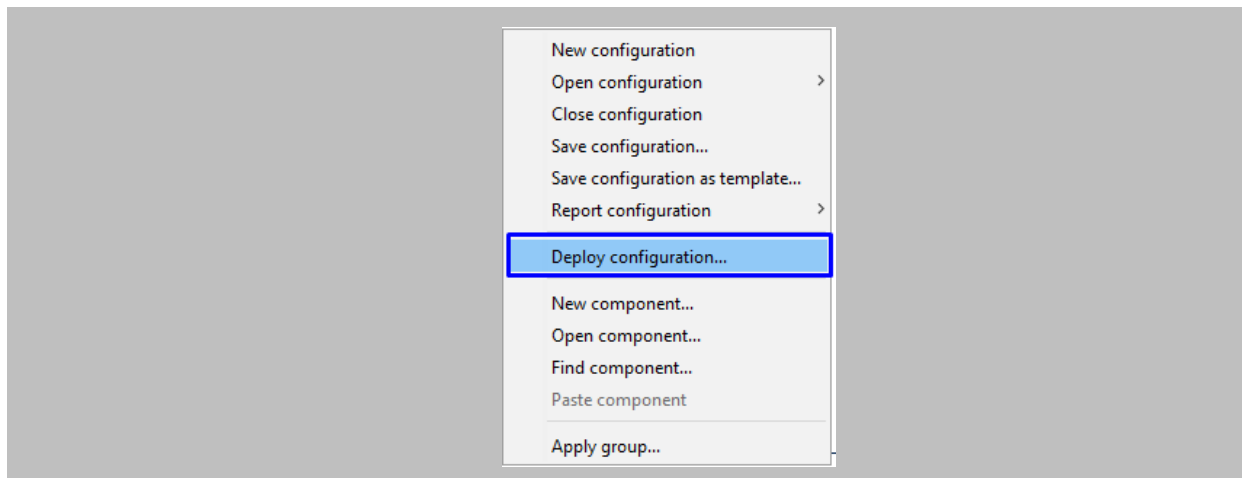 New configuration
Open configuration
Close configuration
Save configuration...
Save configuration as template...
Report configuration
Deploy configuration...
New component...
Open component...
Find component...
Paste component
Apply group...